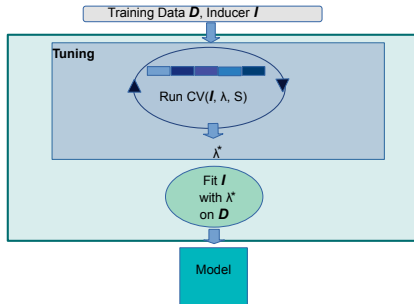 Training Data D, Inducer I
Tuning
Run CV(I, λ, S)
λ*
Fit I
with λ*
on D
Model